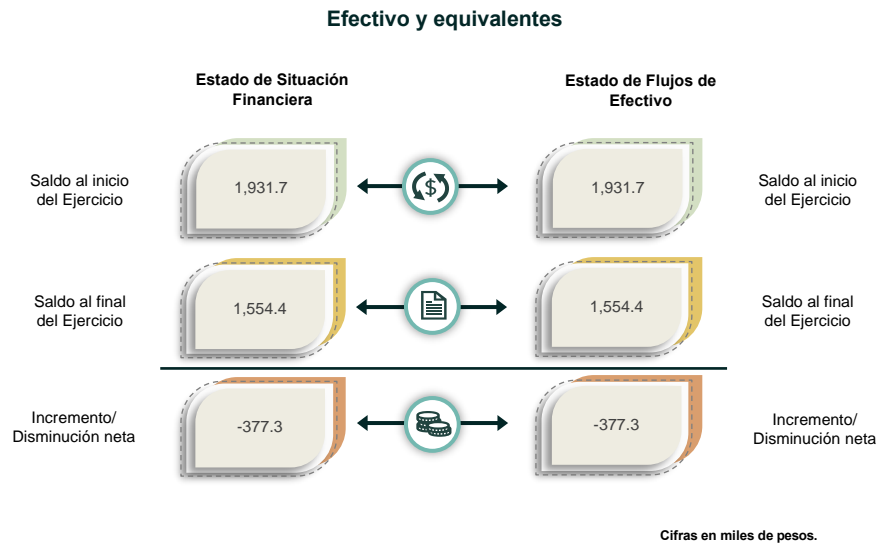 Efectivo y equivalentes
Estado de Situación
Financiera
Estado de Flujos de
Efectivo
Saldo al inicio
del Ejercicio
1,931.7
$
1,931.7
Saldo al inicio
del Ejercicio
Saldo al final
del Ejercicio
1,554.4
1,554.4
Saldo al final
del Ejercicio
Incremento/
Disminución neta
-377.3
-377.3
Incremento/
Disminución neta
Cifras en miles de pesos.